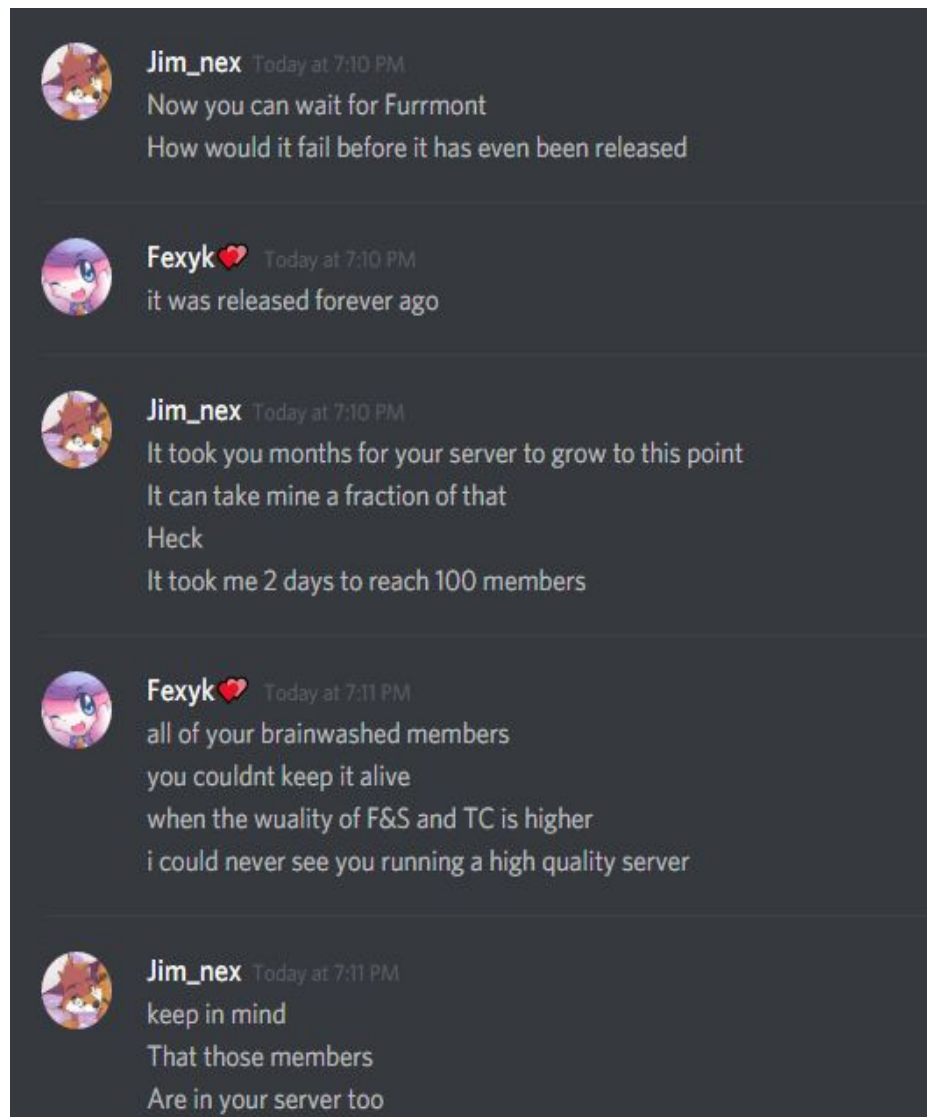 Jim_nex Today at 7:10 PM
Now you can wait for Furrmont
How would it fail before it has even been released
Fexyk💕 Today at 7:10 PM
it was released forever ago
Jim_nex Today at 7:10 PM
It took you months for your server to grow to this point
It can take mine a fraction of that
Heck
It took me 2 days to reach 100 members
Fexyk💕 Today at 7:11 PM
all of your brainwashed members
you couldnt keep it alive
when the wuality of F&S and TC is higher
i could never see you running a high quality server
Jim_nex Today at 7:11 PM
keep in mind
That those members
Are in your server too